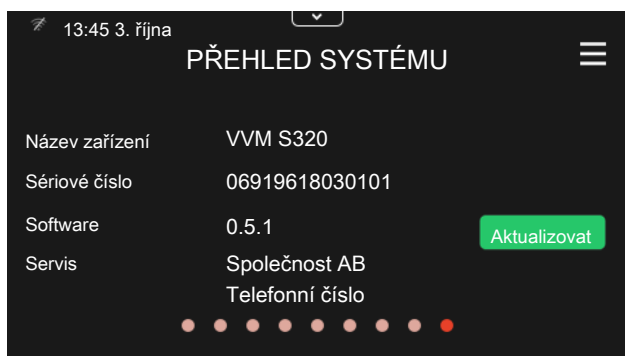 13:45 3. října
PŘEHLED SYSTÉMU
Název zařízení VVM S320
Sériové číslo 06919618030101
Software 0.5.1 Aktualizovat
Servis Společnost AB
Telefonní číslo